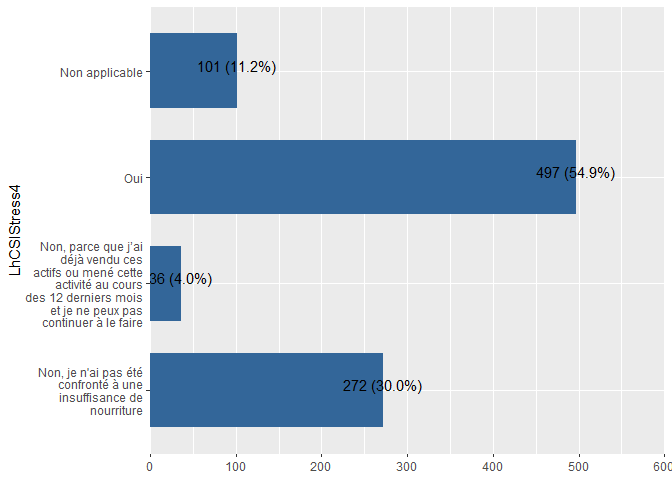 LhCSIStress4
Non applicable
101 (11.2%)
Oui
497 (54.9%)
Non, parce que j'ai
déjà vendu ces
actifs ou mené cette
activité au cours
des 12 derniers mois
et je ne peux pas
continuer à le faire
36 (4.0%)
Non, je n'ai pas été
confronté à une
insuffisance de
nourriture
272 (30.0%)
0 100 200 300 400 500 600